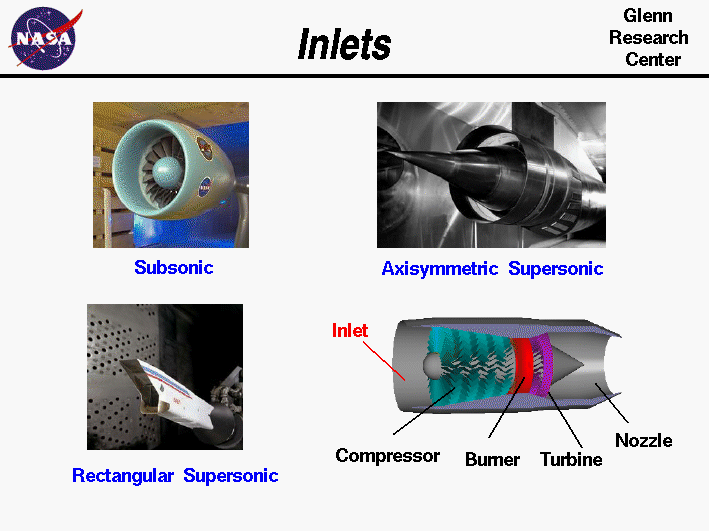 NASA
Inlets
Glenn
Research
Center
Subsonic
Axisymmetric Supersonic
Rectangular Supersonic
Inlet
Compressor
Burner
Turbine
Nozzle